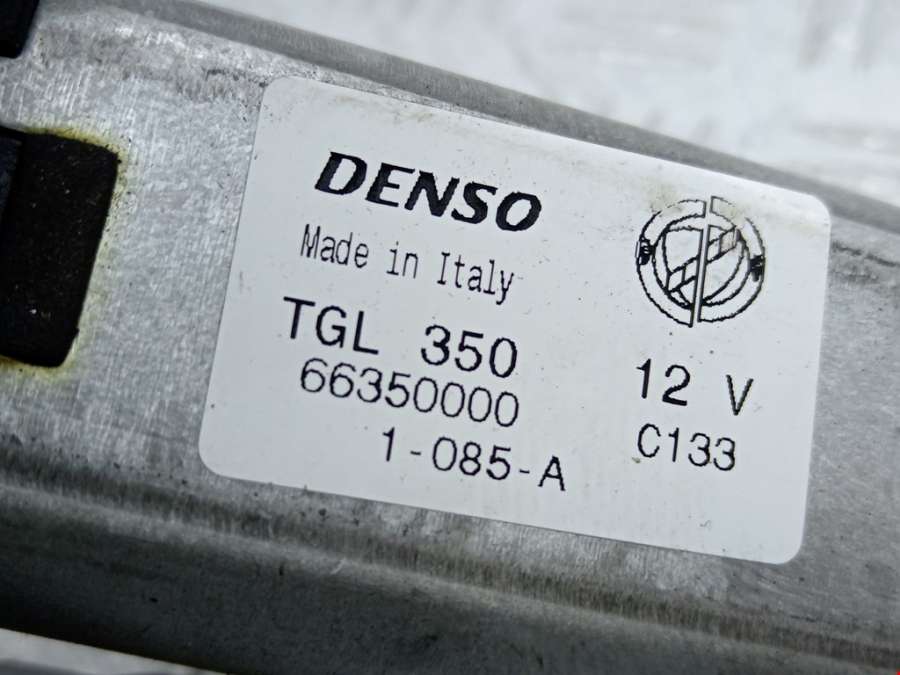 DENSO
Made in Italy
TGL 350
12 V
66350000
C133
1-085-A